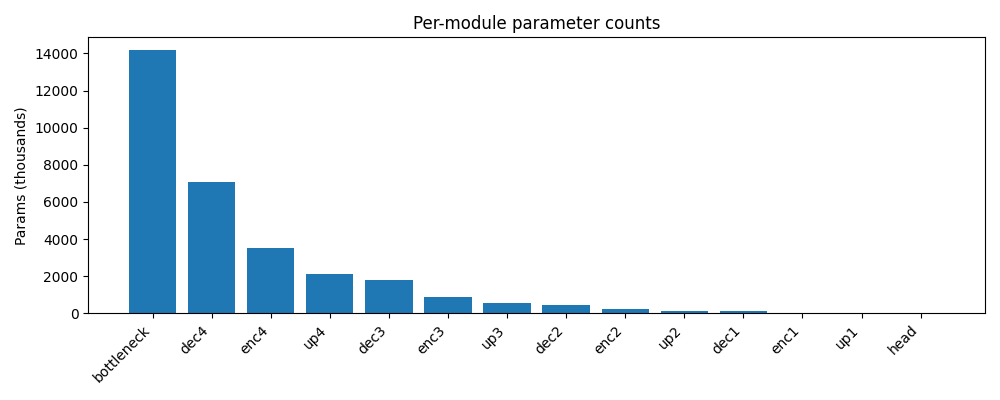 Per-module parameter counts
Params (thousands)
14000
12000
10000
8000
6000
4000
2000
0
bottleneck
dec4
enc4
up4
dec3
enc3
up3
dec2
enc2
up2
dec1
enc1
up1
head